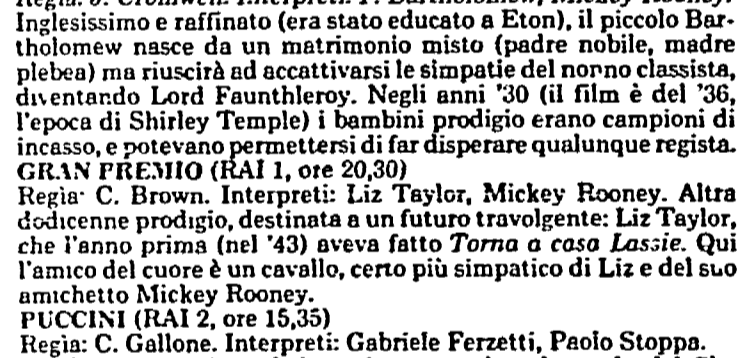 Regia: J. Cromwell. Interpreti: F. Bartholomew, Mickey Rooney.
Inglesissimo e raffinato (era stato educato a Eton), il piccolo Bar-
tholomew nasce da un matrimonio misto (padre nobile, madre
plebea) ma riuscirà ad accattivarsi le simpatie del nonno classista,
diventando Lord Faunthleroy. Negli anni '30 (il film è del '36,
l'epoca di Shirley Temple) i bambini prodigio erano campioni di
incasso, e potevano permettersi di far disperare qualunque regista.
GRAN PREMIO (RAI 1, ore 20,30)
Regia: C. Brown. Interpreti: Liz Taylor, Mickey Rooney. Altra
dodicenne prodigio, destinata a un futuro travolgente: Liz Taylor,
che l'anno prima (nel '43) aveva fatto Torna a casa Lassie. Qui
l'amico del cuore è un cavallo, certo più simpatico di Liz e del suo
amichetto Mickey Rooney.
PUCCINI (RAI 2, ore 15,35)
Regia: C. Gallone. Interpreti: Gabriele Ferzetti, Paolo Stoppa.